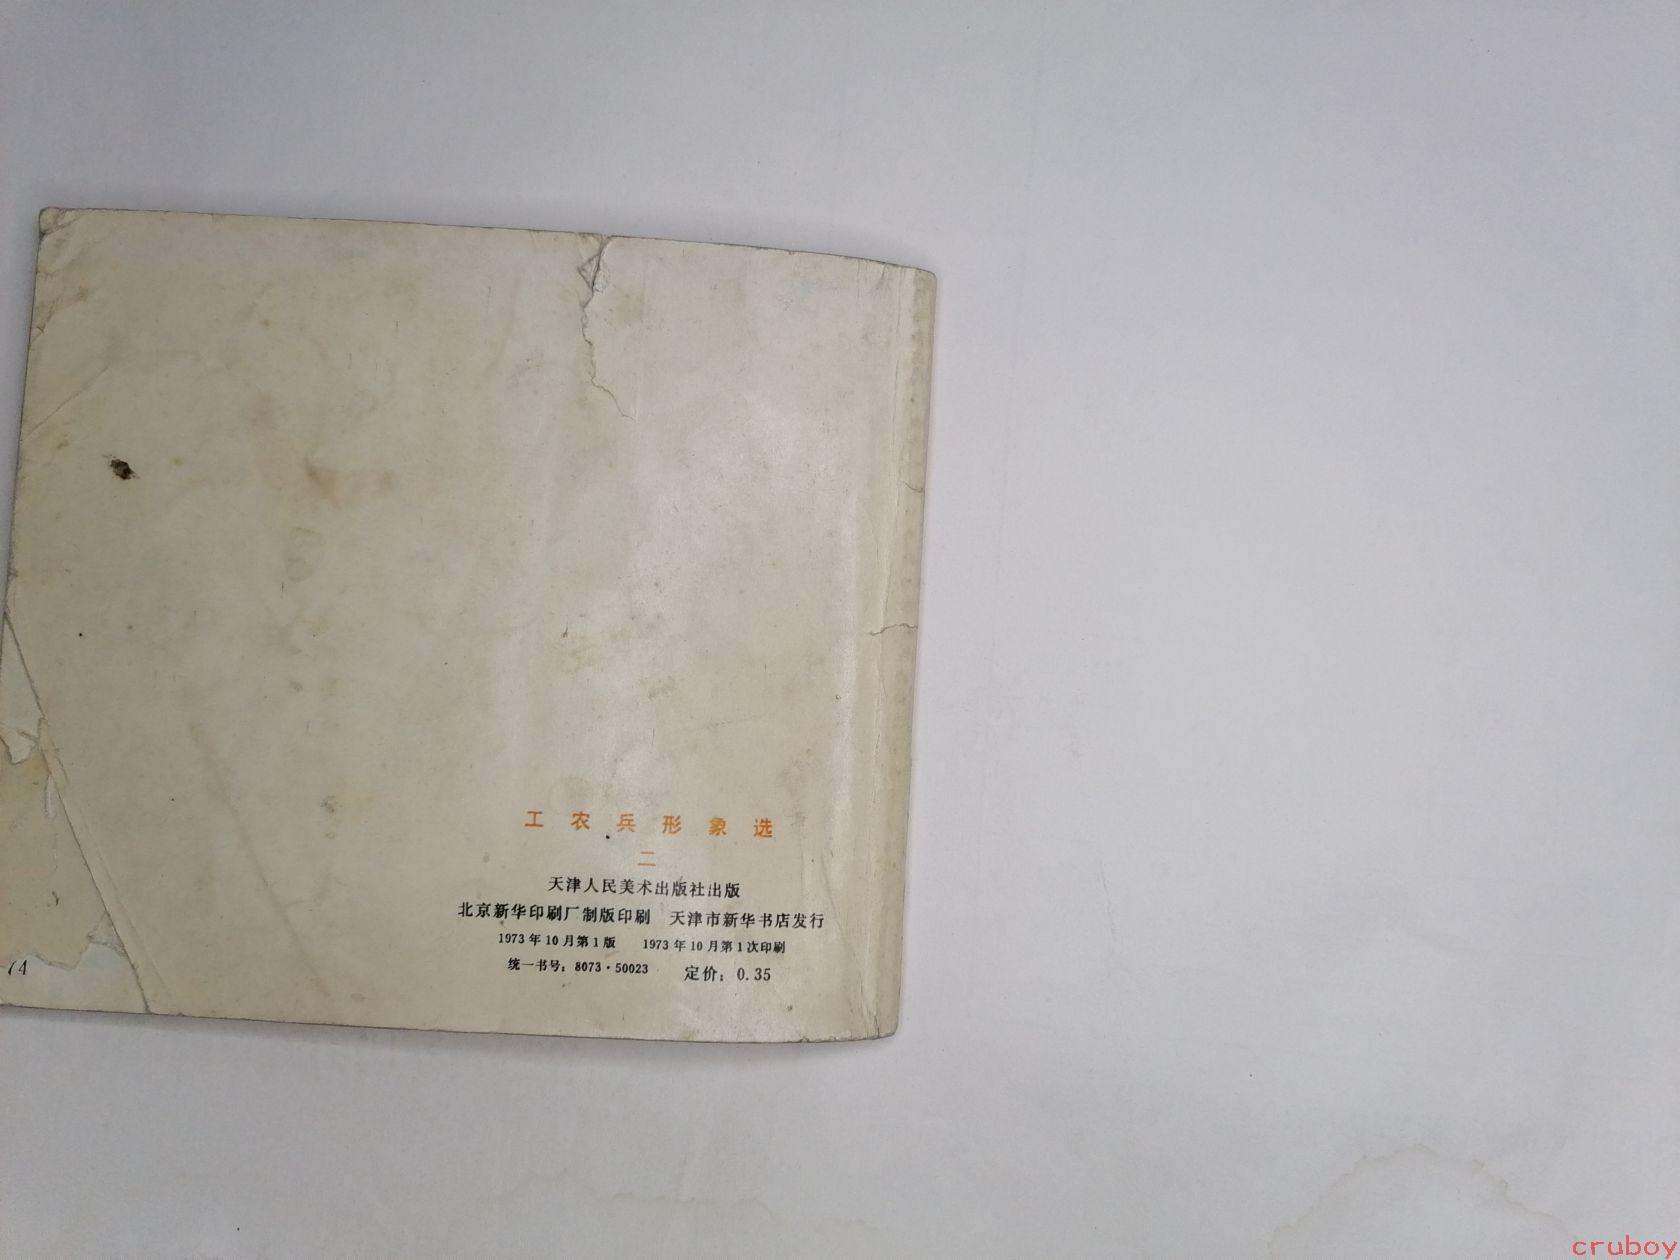 工农兵形象选
二
天津人民美术出版社出版
北京新华印刷厂制版印刷　天津市新华书店发行
1973年10月第1版　1973年10月第1次印刷
统一书号：8073·50023　定价：0.35
74
cruboy